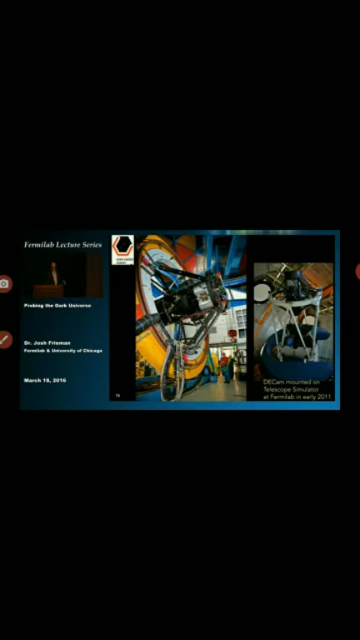 Fermilab Lecture Series
Probing the Dark Universe
Dr. Josh Frieman
Fermilab & University of Chicago
March 18, 2016
DECam mounted on
Telescope Simulator
at Fermilab in early 2011